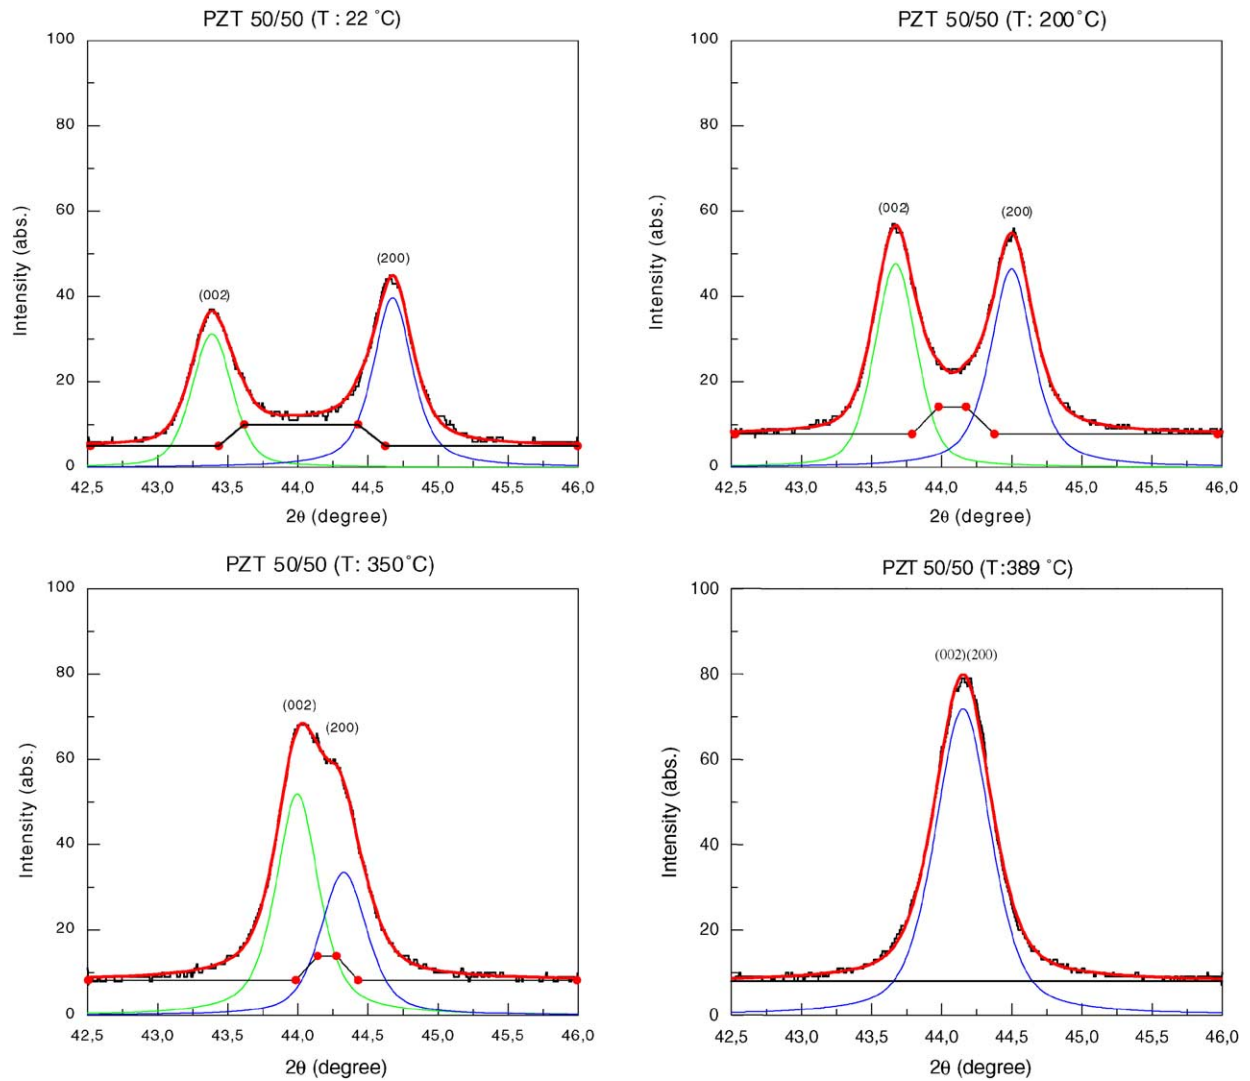 PZT 50/50 (T : 22 °C)
100
80
60
40
20
0
Intensity (abs.)
(002)
(200)
42,5 43,0 43,5 44,0 44,5 45,0 45,5 46,0
2θ (degree)
PZT 50/50 (T: 200°C)
100
80
60
40
20
0
Intensity (abs.)
(002)
(200)
42,5 43,0 43,5 44,0 44,5 45,0 45,5 46,0
2θ (degree)
PZT 50/50 (T: 350°C)
100
80
60
40
20
0
Intensity (abs.)
(002)
(200)
42,5 43,0 43,5 44,0 44,5 45,0 45,5 46,0
2θ (degree)
PZT 50/50 (T:389 °C)
100
80
60
40
20
0
Intensity (abs.)
(002)(200)
42,5 43,0 43,5 44,0 44,5 45,0 45,5 46,0
2θ (degree)